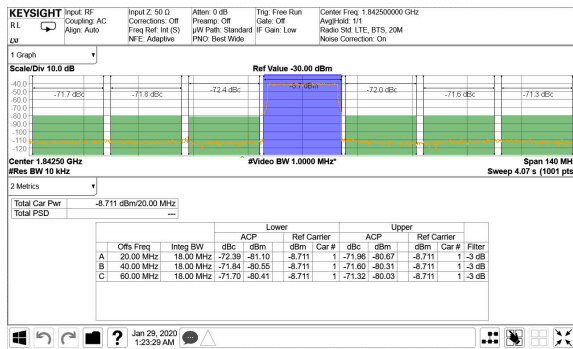 KEYSIGHT Input: RF Input Z: 50 Ω Atten: 0 dB Trig: Free Run Center Freq: 1.842500000 GHz
RL Coupling: AC Corrections: Off Preamp: Off Gate: Off Avg|Hold: 1/1
Align: Auto Freq Ref: Int (S) µW Path: Standard IF Gain: Low Radio Std: LTE, BTS, 20M
LXI NFE: Adaptive PNO: Best Wide Noise Correction: On
1 Graph
Scale/Div 10.0 dB Ref Value -30.00 dBm
-71.7 dBc -71.8 dBc -72.4 dBc -8.7 dBm -72.0 dBc -71.6 dBc -71.3 dBc
-40.0
-50.0
-60.0
-70.0
-80.0
-90.0
-100
-110
-120
Center 1.84250 GHz #Video BW 1.0000 MHz* Span 140 MH
#Res BW 10 kHz Sweep 4.07 s (1001 pts
2 Metrics
Total Car Pwr -8.711 dBm/20.00 MHz
Total PSD ---
Lower Upper
ACP Ref Carrier ACP Ref Carrier
Offs Freq Integ BW dBc dBm dBm Car # dBc dBm dBm Car # Filter
A 20.00 MHz 18.00 MHz -72.39 -81.10 -8.711 1 -71.96 -80.67 -8.711 1 -3 dB
B 40.00 MHz 18.00 MHz -71.84 -80.55 -8.711 1 -71.60 -80.31 -8.711 1 -3 dB
C 60.00 MHz 18.00 MHz -71.70 -80.41 -8.711 1 -71.32 -80.03 -8.711 1 -3 dB
? Jan 29, 2020
1:23:29 AM